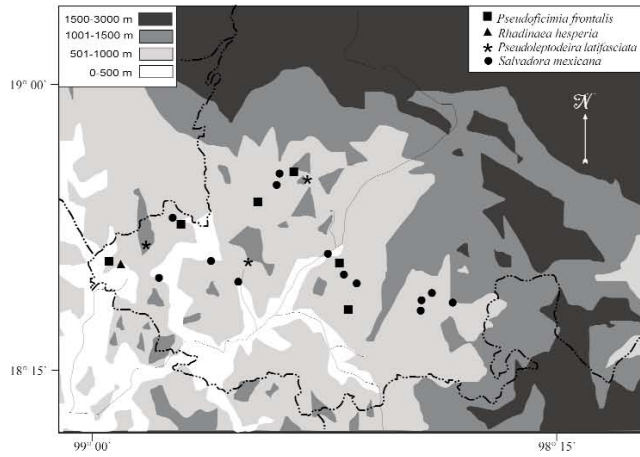 1500-3000 m
1001-1500 m
501-1000 m
0-500 m
Pseudoficimia frontalis
Rhadinaea hesperia
Pseudoleptodeira latifasciata
Salvadora mexicana
19° 00'
N
18° 15'
99° 00'
98° 15'